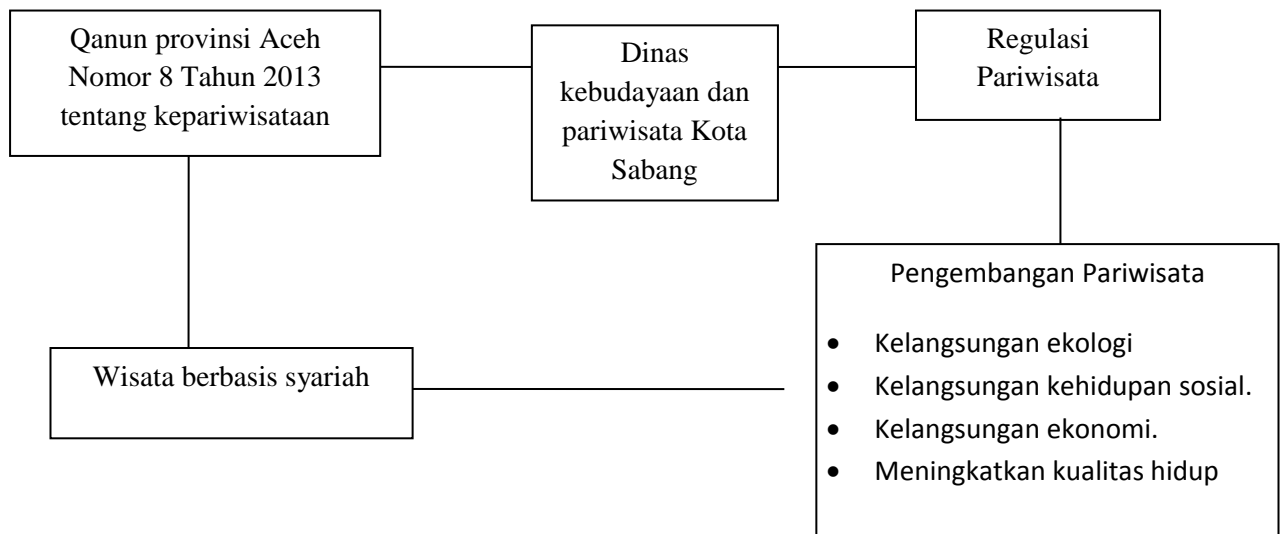 Qanun provinsi Aceh
Nomor 8 Tahun 2013
tentang kepariwisataan
Dinas
kebudayaan dan
pariwisata Kota
Sabang
Regulasi
Pariwisata
Wisata berbasis syariah
Pengembangan Pariwisata
• Kelangsungan ekologi
• Kelangsungan kehidupan sosial.
• Kelangsungan ekonomi.
• Meningkatkan kualitas hidup